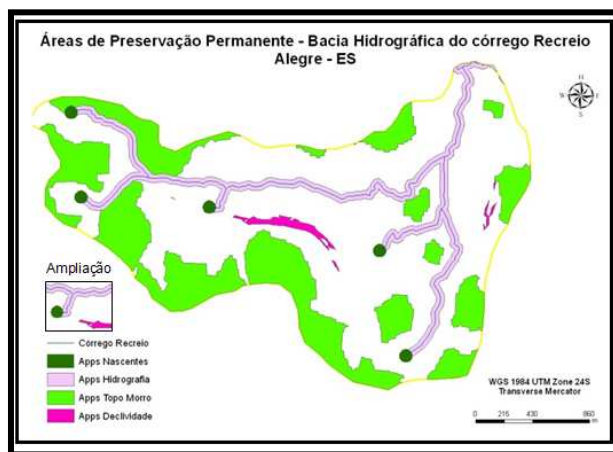 Áreas de Preservação Permanente - Bacia Hidrográfica do córrego Recreio
Alegre - ES
N
W
E
S
Ampliação
Córrego Recreio
Apps Nascentes
Apps Hidrografia
Apps Topo Morro
Apps Declividade
WGS 1984 UTM Zone 24S
Transverse Mercator
0 215 430 860
m